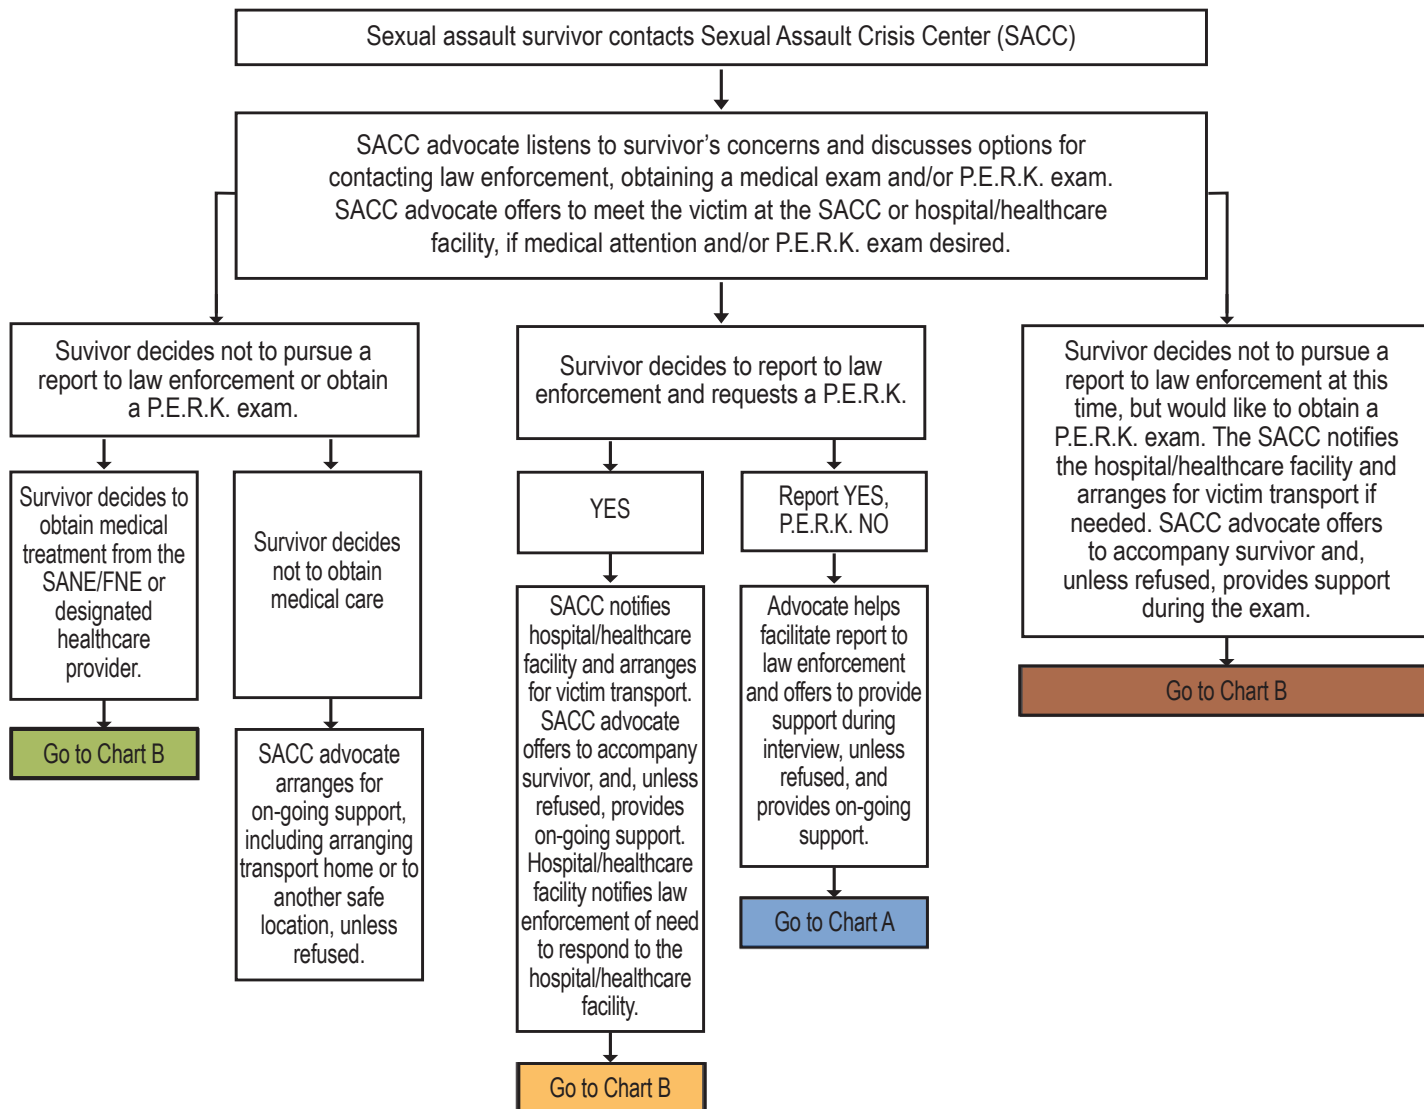 Sexual assault survivor contacts Sexual Assault Crisis Center (SACC)
SACC advocate listens to survivor's concerns and discusses options for
contacting law enforcement, obtaining a medical exam and/or P.E.R.K. exam.
SACC advocate offers to meet the victim at the SACC or hospital/healthcare
facility, if medical attention and/or P.E.R.K. exam desired.
Suvivor decides not to pursue a
report to law enforcement or obtain
a P.E.R.K. exam.
Survivor decides to
obtain medical
treatment from the
SANE/FNE or
designated
healthcare
provider.
Go to Chart B
Survivor decides
not to obtain
medical care
SACC advocate
arranges for
on-going support,
including arranging
transport home or to
another safe
location, unless
refused.
Survivor decides to report to law
enforcement and requests a P.E.R.K.
YES
SACC notifies
hospital/healthcare
facility and arranges
for victim transport.
SACC advocate
offers to accompany
survivor, and, unless
refused, provides
on-going support.
Hospital/healthcare
facility notifies law
enforcement of need
to respond to the
hospital/healthcare
facility.
Go to Chart B
Report YES,
P.E.R.K. NO
Advocate helps
facilitate report to
law enforcement
and offers to provide
support during
interview, unless
refused, and
provides on-going
support.
Go to Chart A
Survivor decides not to pursue a
report to law enforcement at this
time, but would like to obtain a
P.E.R.K. exam. The SACC notifies
the hospital/healthcare facility and
arranges for victim transport if
needed. SACC advocate offers
to accompany survivor and,
unless refused, provides support
during the exam.
Go to Chart B